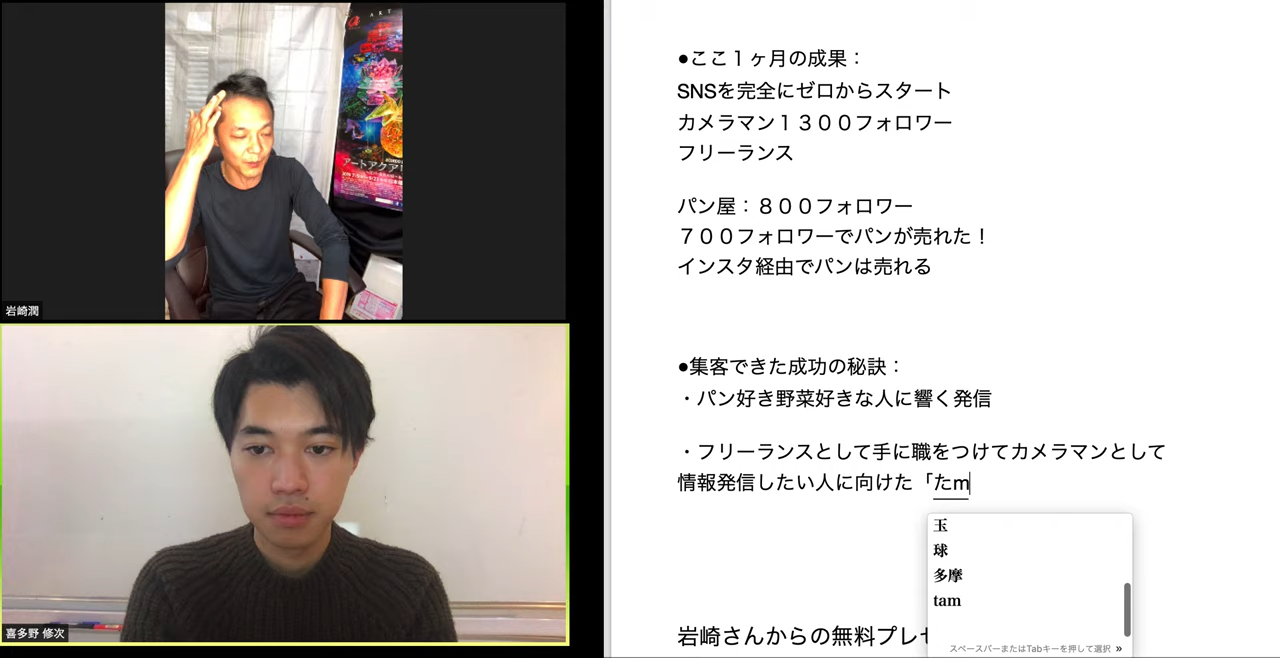 ART
アートアクアリ
岩崎潤
喜多野 修次
●ここ１ヶ月の成果：
SNSを完全にゼロからスタート
カメラマン１３００フォロワー
フリーランス
パン屋：８００フォロワー
７００フォロワーでパンが売れた！
インスタ経由でパンは売れる
●集客できた成功の秘訣：
・パン好き野菜好きな人に響く発信
・フリーランスとして手に職をつけてカメラマンとして
情報発信したい人に向けた「たm
玉
球
多摩
tam
スペースバーまたはTabキーを押して選択 »
岩崎さんからの無料プレゼ